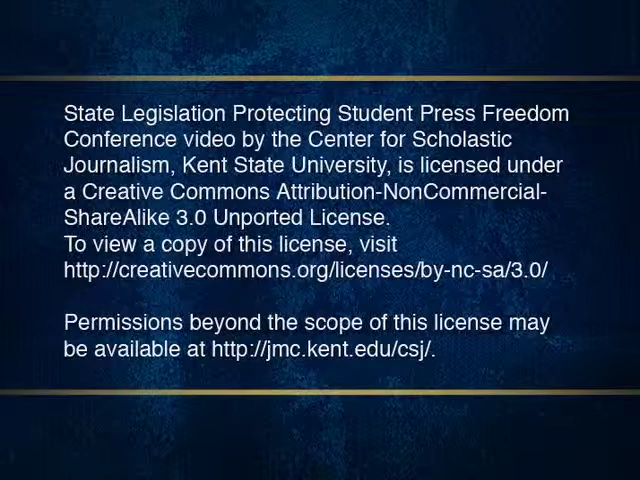 State Legislation Protecting Student Press Freedom
Conference video by the Center for Scholastic
Journalism, Kent State University, is licensed under
a Creative Commons Attribution-NonCommercial-
ShareAlike 3.0 Unported License.
To view a copy of this license, visit
http://creativecommons.org/licenses/by-nc-sa/3.0/
Permissions beyond the scope of this license may
be available at http://jmc.kent.edu/csj/.